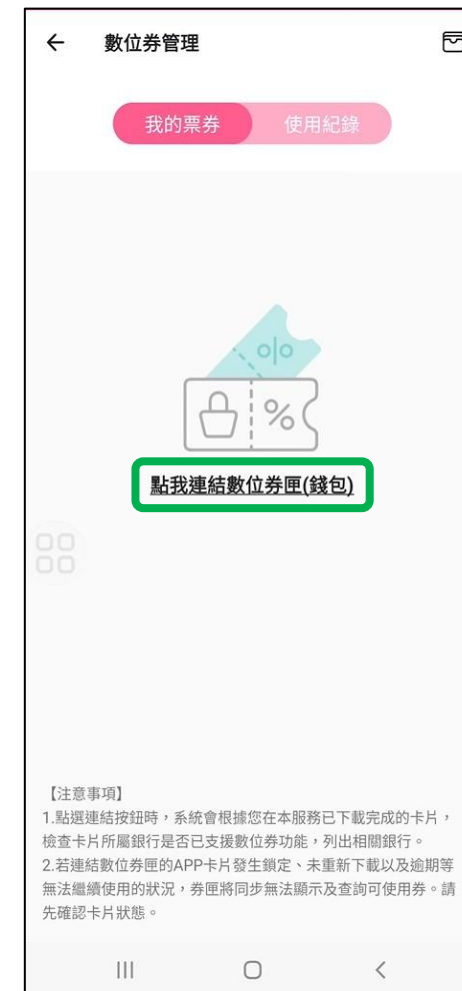 數位券管理
我的票券
使用紀錄
%
點我連結數位券匣(錢包)
【注意事項】
1.點選連結按鈕時，系統會根據您在本服務已下載完成的卡片，
檢查卡片所屬銀行是否已支援數位券功能，列出相關銀行。
2.若連結數位券匣的APP卡片發生鎖定、未重新下載以及逾期等
無法繼續使用的狀況，券匣將同步無法顯示及查詢可使用券。請
先確認卡片狀態。